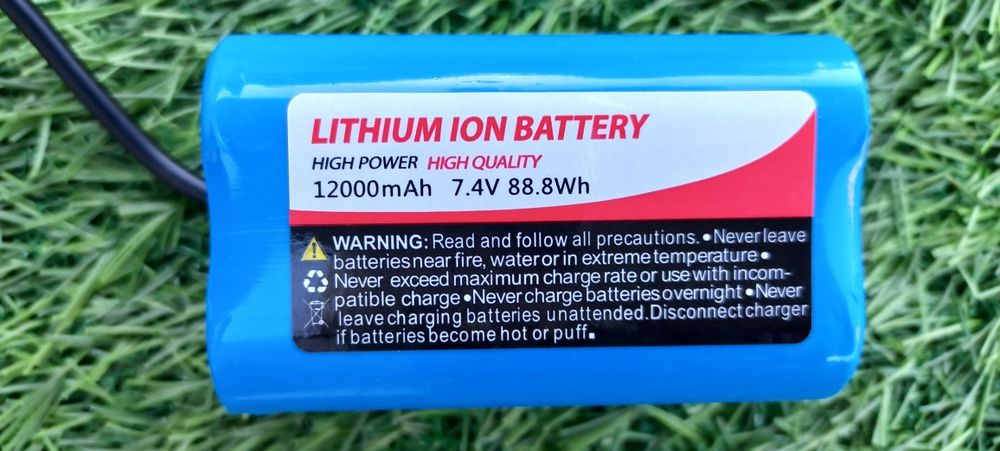 LITHIUM ION BATTERY
HIGH POWER HIGH QUALITY
12000mAh 7.4V 88.8Wh
WARNING: Read and follow all precautions. •Never leave
batteries near fire, water or in extreme temperature •
Never exceed maximum charge rate or use with incom-
patible charge •Never charge batteries overnight •Never
leave charging batteries unattended.Disconnect charger
if batteries become hot or puff.